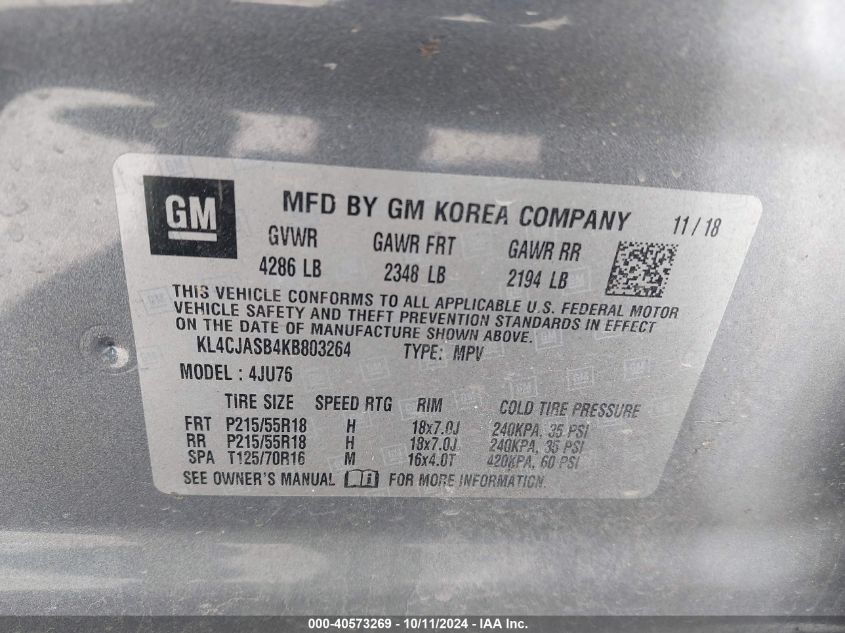 GM
MFD BY GM KOREA COMPANY 11/18
GVWR GAWR FRT GAWR RR
4286 LB 2348 LB 2194 LB
THIS VEHICLE CONFORMS TO ALL APPLICABLE U.S. FEDERAL MOTOR
VEHICLE SAFETY AND THEFT PREVENTION STANDARDS IN EFFECT
ON THE DATE OF MANUFACTURE SHOWN ABOVE.
KL4CJASB4KB803264 TYPE: MPV
MODEL : 4JU76
TIRE SIZE SPEED RTG RIM COLD TIRE PRESSURE
FRT P215/55R18 H 18x7.0J 240KPA, 35 PSI
RR P215/55R18 H 18x7.0J 240KPA, 35 PSI
SPA T125/70R16 M 16x4.0T 420KPA, 60 PSI
SEE OWNER'S MANUAL FOR MORE INFORMATION.
000-40573269 - 10/11/2024 - IAA Inc.